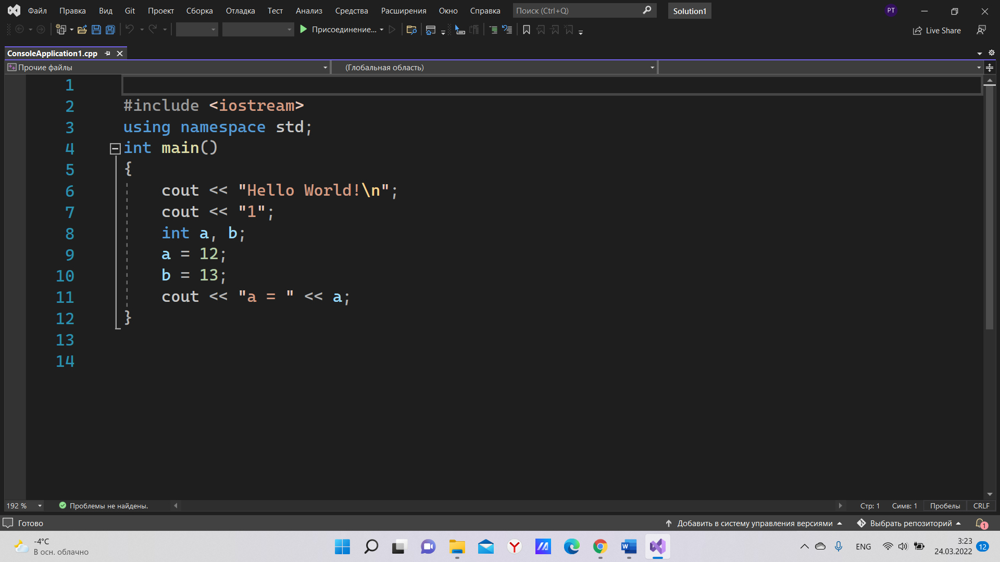 Файл Правка Вид Git Проект Сборка Отладка Тест Анализ Средства Расширения Окно Справка Поиск (Ctrl+Q) Solution1 PT
Присоединение... Live Share
ConsoleApplication1.cpp
Прочие файлы (Глобальная область)
1
2 #include <iostream>
3 using namespace std;
4 int main()
5 {
6 cout << "Hello World!\n";
7 cout << "1";
8 int a, b;
9 a = 12;
10 b = 13;
11 cout << "a = " << a;
12 }
13
14
192 % Проблемы не найдены. Стр: 1 Симв: 1 Пробелы CRLF
Готово Добавить в систему управления версиями Выбрать репозиторий 1
-4°C
В осн. облачно
ENG
3:23
24.03.2022
12